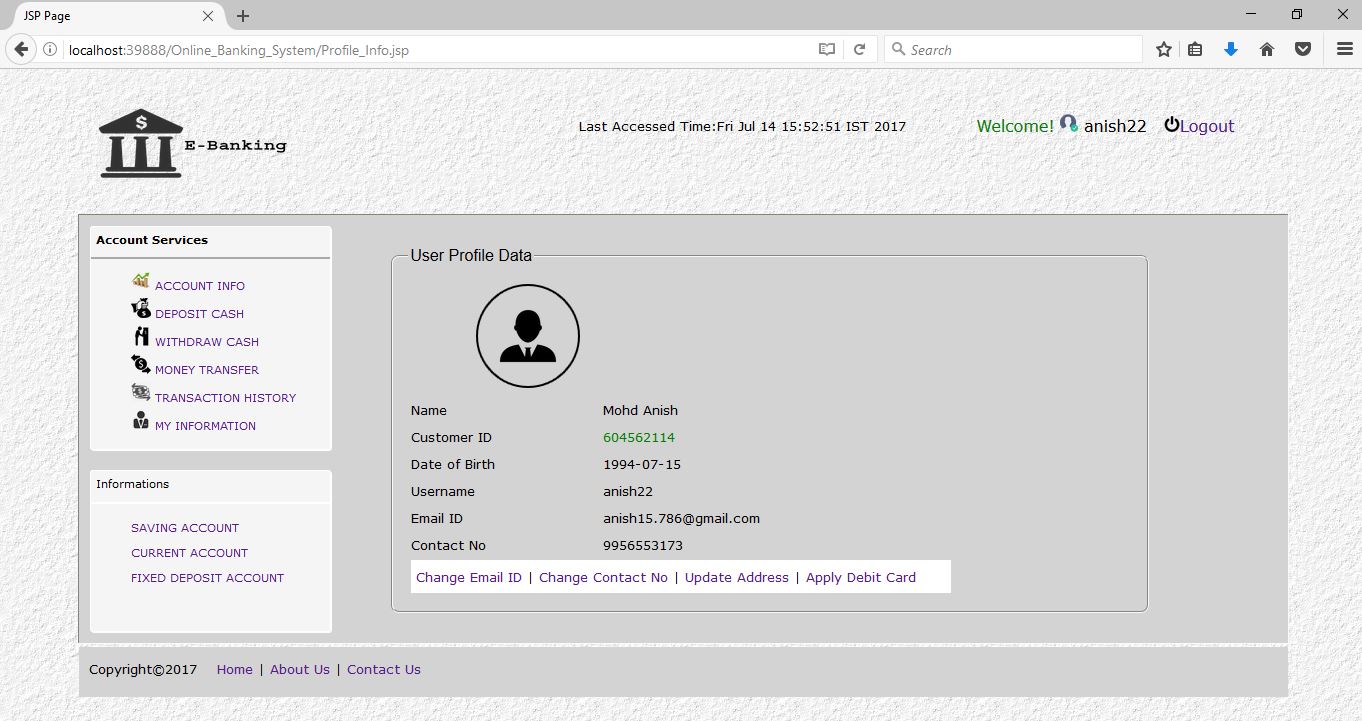 JSP Page
localhost:39888/Online_Banking_System/Profile_Info.jsp
Search
$
E-Banking
Last Accessed Time:Fri Jul 14 15:52:51 IST 2017
Welcome! anish22 Logout
Account Services
ACCOUNT INFO
DEPOSIT CASH
WITHDRAW CASH
MONEY TRANSFER
TRANSACTION HISTORY
MY INFORMATION
Informations
SAVING ACCOUNT
CURRENT ACCOUNT
FIXED DEPOSIT ACCOUNT
User Profile Data
Name Mohd Anish
Customer ID 604562114
Date of Birth 1994-07-15
Username anish22
Email ID anish15.786@gmail.com
Contact No 9956553173
Change Email ID | Change Contact No | Update Address | Apply Debit Card
Copyright©2017 Home | About Us | Contact Us